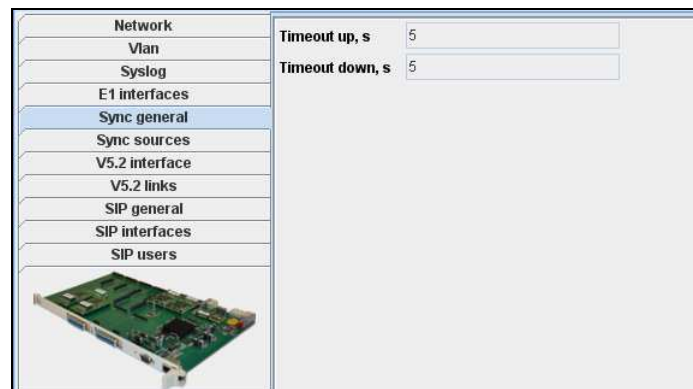 Network
Vlan
Syslog
E1 interfaces
Sync general
Sync sources
V5.2 interface
V5.2 links
SIP general
SIP interfaces
SIP users
Timeout up, s 5
Timeout down, s 5